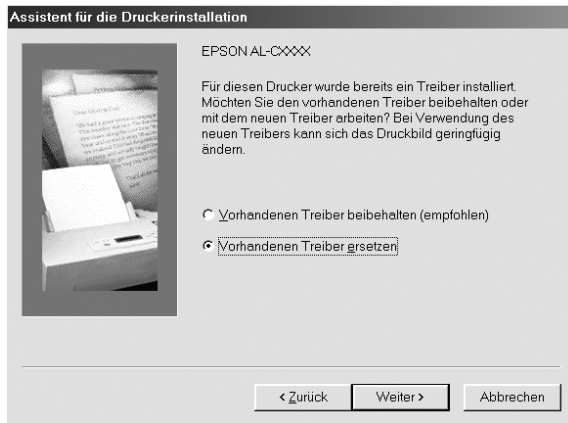 Assistent für die Druckerinstallation
EPSON AL-CXXXX
Für diesen Drucker wurde bereits ein Treiber installiert.
Möchten Sie den vorhandenen Treiber beibehalten oder
mit dem neuen Treiber arbeiten? Bei Verwendung des
neuen Treibers kann sich das Druckbild geringfügig
ändern.
Vorhandenen Treiber beibehalten (empfohlen)
Vorhandenen Treiber ersetzen
< Zurück
Weiter >
Abbrechen